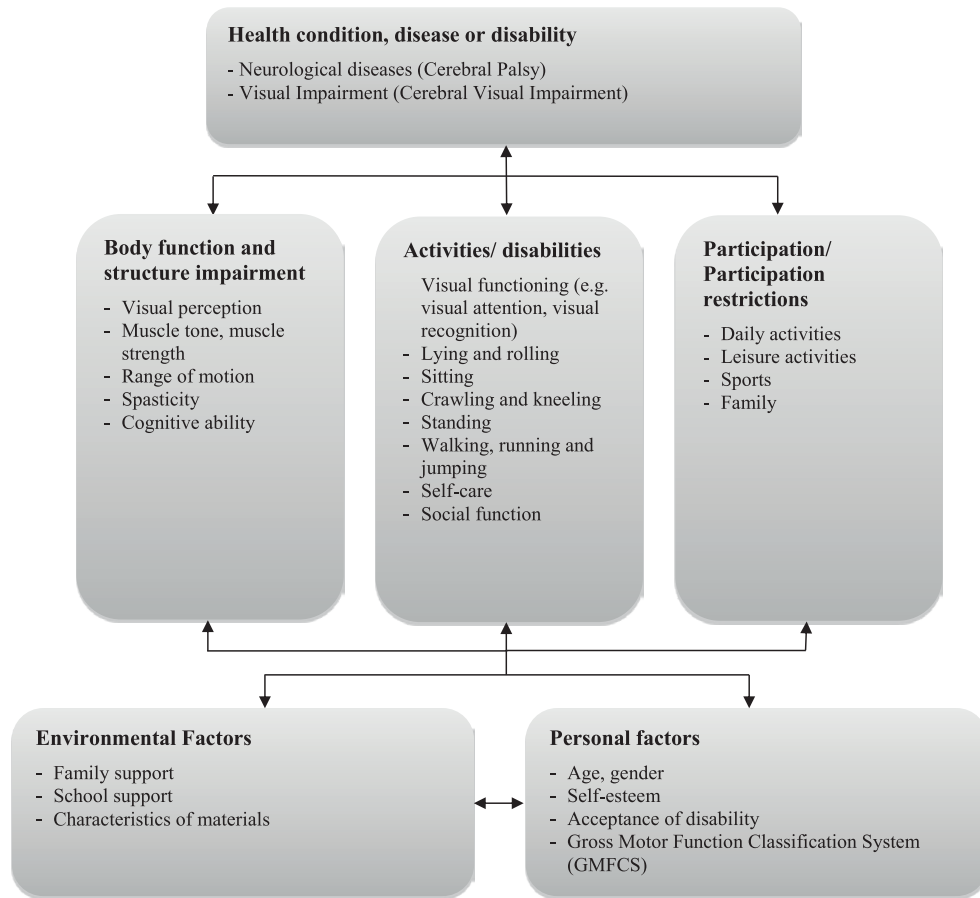 Health condition, disease or disability
- Neurological diseases (Cerebral Palsy)
- Visual Impairment (Cerebral Visual Impairment)
Body function and
structure impairment
- Visual perception
- Muscle tone, muscle
strength
- Range of motion
- Spasticity
- Cognitive ability
Activities/ disabilities
Visual functioning (e.g.
visual attention, visual
recognition)
- Lying and rolling
- Sitting
- Crawling and kneeling
- Standing
- Walking, running and
jumping
- Self-care
- Social function
Participation/
Participation
restrictions
- Daily activities
- Leisure activities
- Sports
- Family
Environmental Factors
- Family support
- School support
- Characteristics of materials
Personal factors
- Age, gender
- Self-esteem
- Acceptance of disability
- Gross Motor Function Classification System
(GMFCS)